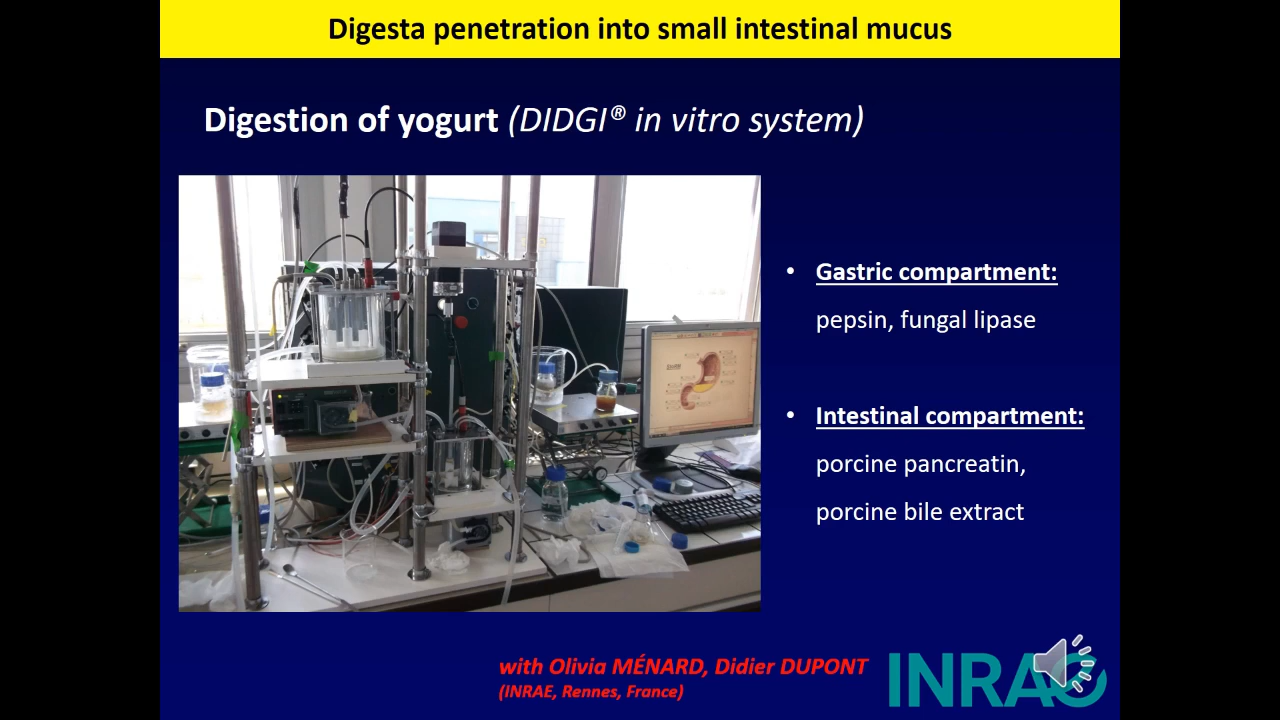 Digesta penetration into small intestinal mucus
Digestion of yogurt (DIDGI® in vitro system)
• Gastric compartment:
pepsin, fungal lipase
• Intestinal compartment:
porcine pancreatin,
porcine bile extract
with Olivia MÉNARD, Didier DUPONT
(INRAE, Rennes, France)